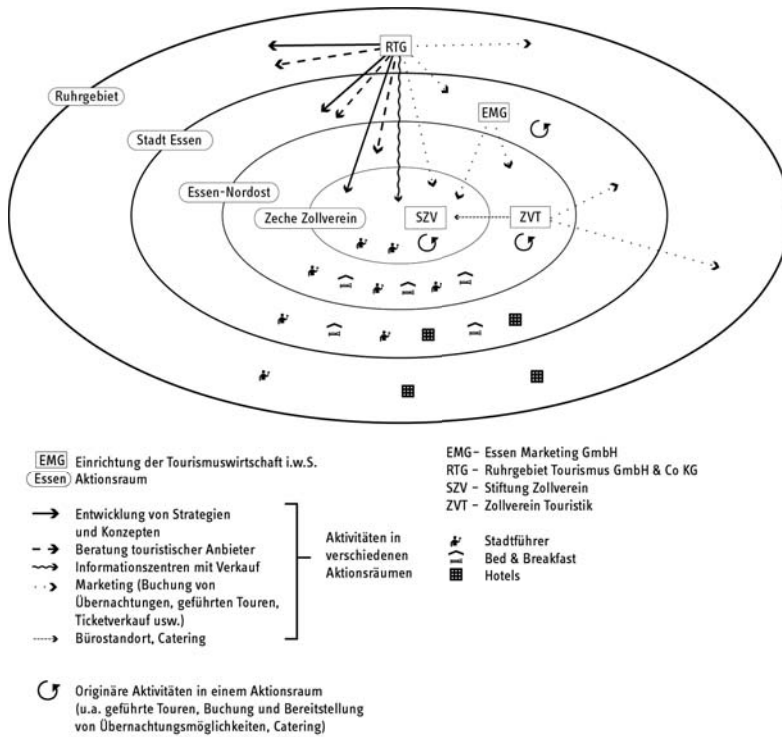 RTG
Ruhrgebiet
EMG
Stadt Essen
Essen-Nordost
Zeche Zollverein
SZV
ZVT
EMG Einrichtung der Tourismuswirtschaft i.w.S.
Essen Aktionsraum
Entwicklung von Strategien
und Konzepten
Beratung touristischer Anbieter
Informationszentren mit Verkauf
Marketing (Buchung von
Übernachtungen, geführten Touren,
Ticketverkauf usw.)
Bürostandort, Catering
Aktivitäten in
verschiedenen
Aktionsräumen
Originäre Aktivitäten in einem Aktionsraum
(u.a. geführte Touren, Buchung und Bereitstellung
von Übernachtungsmöglichkeiten, Catering)
EMG – Essen Marketing GmbH
RTG – Ruhrgebiet Tourismus GmbH & Co KG
SZV – Stiftung Zollverein
ZVT – Zollverein Touristik
Stadtführer
Bed & Breakfast
Hotels